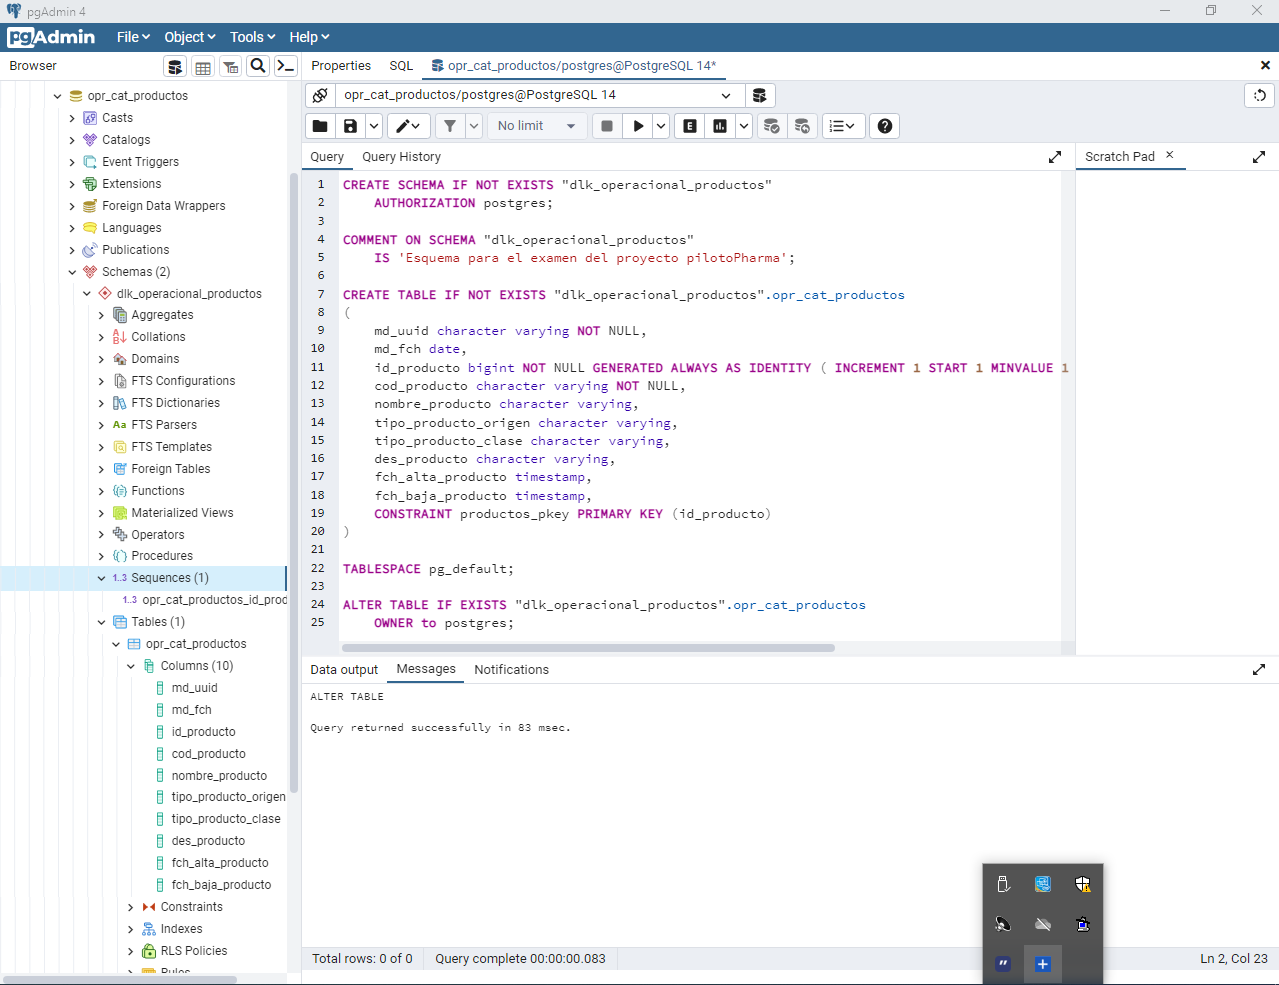 pgAdmin 4
pgAdmin
File Object Tools Help
Browser
Properties SQL opr_cat_productos/postgres@PostgreSQL 14*
opr_cat_productos
Casts
Catalogs
Event Triggers
Extensions
Foreign Data Wrappers
Languages
Publications
Schemas (2)
dlk_operacional_productos
Aggregates
Collations
Domains
FTS Configurations
FTS Dictionaries
Aa FTS Parsers
FTS Templates
Foreign Tables
Functions
Materialized Views
Operators
Procedures
1..3 Sequences (1)
1..3 opr_cat_productos_id_prod
Tables (1)
opr_cat_productos
Columns (10)
md_uuid
md_fch
id_producto
cod_producto
nombre_producto
tipo_producto_origen
tipo_producto_clase
des_producto
fch_alta_producto
fch_baja_producto
Constraints
Indexes
RLS Policies
Rules
opr_cat_productos/postgres@PostgreSQL 14
No limit
E
Query Query History
Scratch Pad
1 CREATE SCHEMA IF NOT EXISTS "dlk_operacional_productos"
2 AUTHORIZATION postgres;
3
4 COMMENT ON SCHEMA "dlk_operacional_productos"
5 IS 'Esquema para el examen del proyecto pilotoPharma';
6
7 CREATE TABLE IF NOT EXISTS "dlk_operacional_productos".opr_cat_productos
8 (
9 md_uuid character varying NOT NULL,
10 md_fch date,
11 id_producto bigint NOT NULL GENERATED ALWAYS AS IDENTITY ( INCREMENT 1 START 1 MINVALUE 1
12 cod_producto character varying NOT NULL,
13 nombre_producto character varying,
14 tipo_producto_origen character varying,
15 tipo_producto_clase character varying,
16 des_producto character varying,
17 fch_alta_producto timestamp,
18 fch_baja_producto timestamp,
19 CONSTRAINT productos_pkey PRIMARY KEY (id_producto)
20 )
21
22 TABLESPACE pg_default;
23
24 ALTER TABLE IF EXISTS "dlk_operacional_productos".opr_cat_productos
25 OWNER to postgres;
Data output Messages Notifications
ALTER TABLE
Query returned successfully in 83 msec.
Total rows: 0 of 0 Query complete 00:00:00.083 Ln 2, Col 23